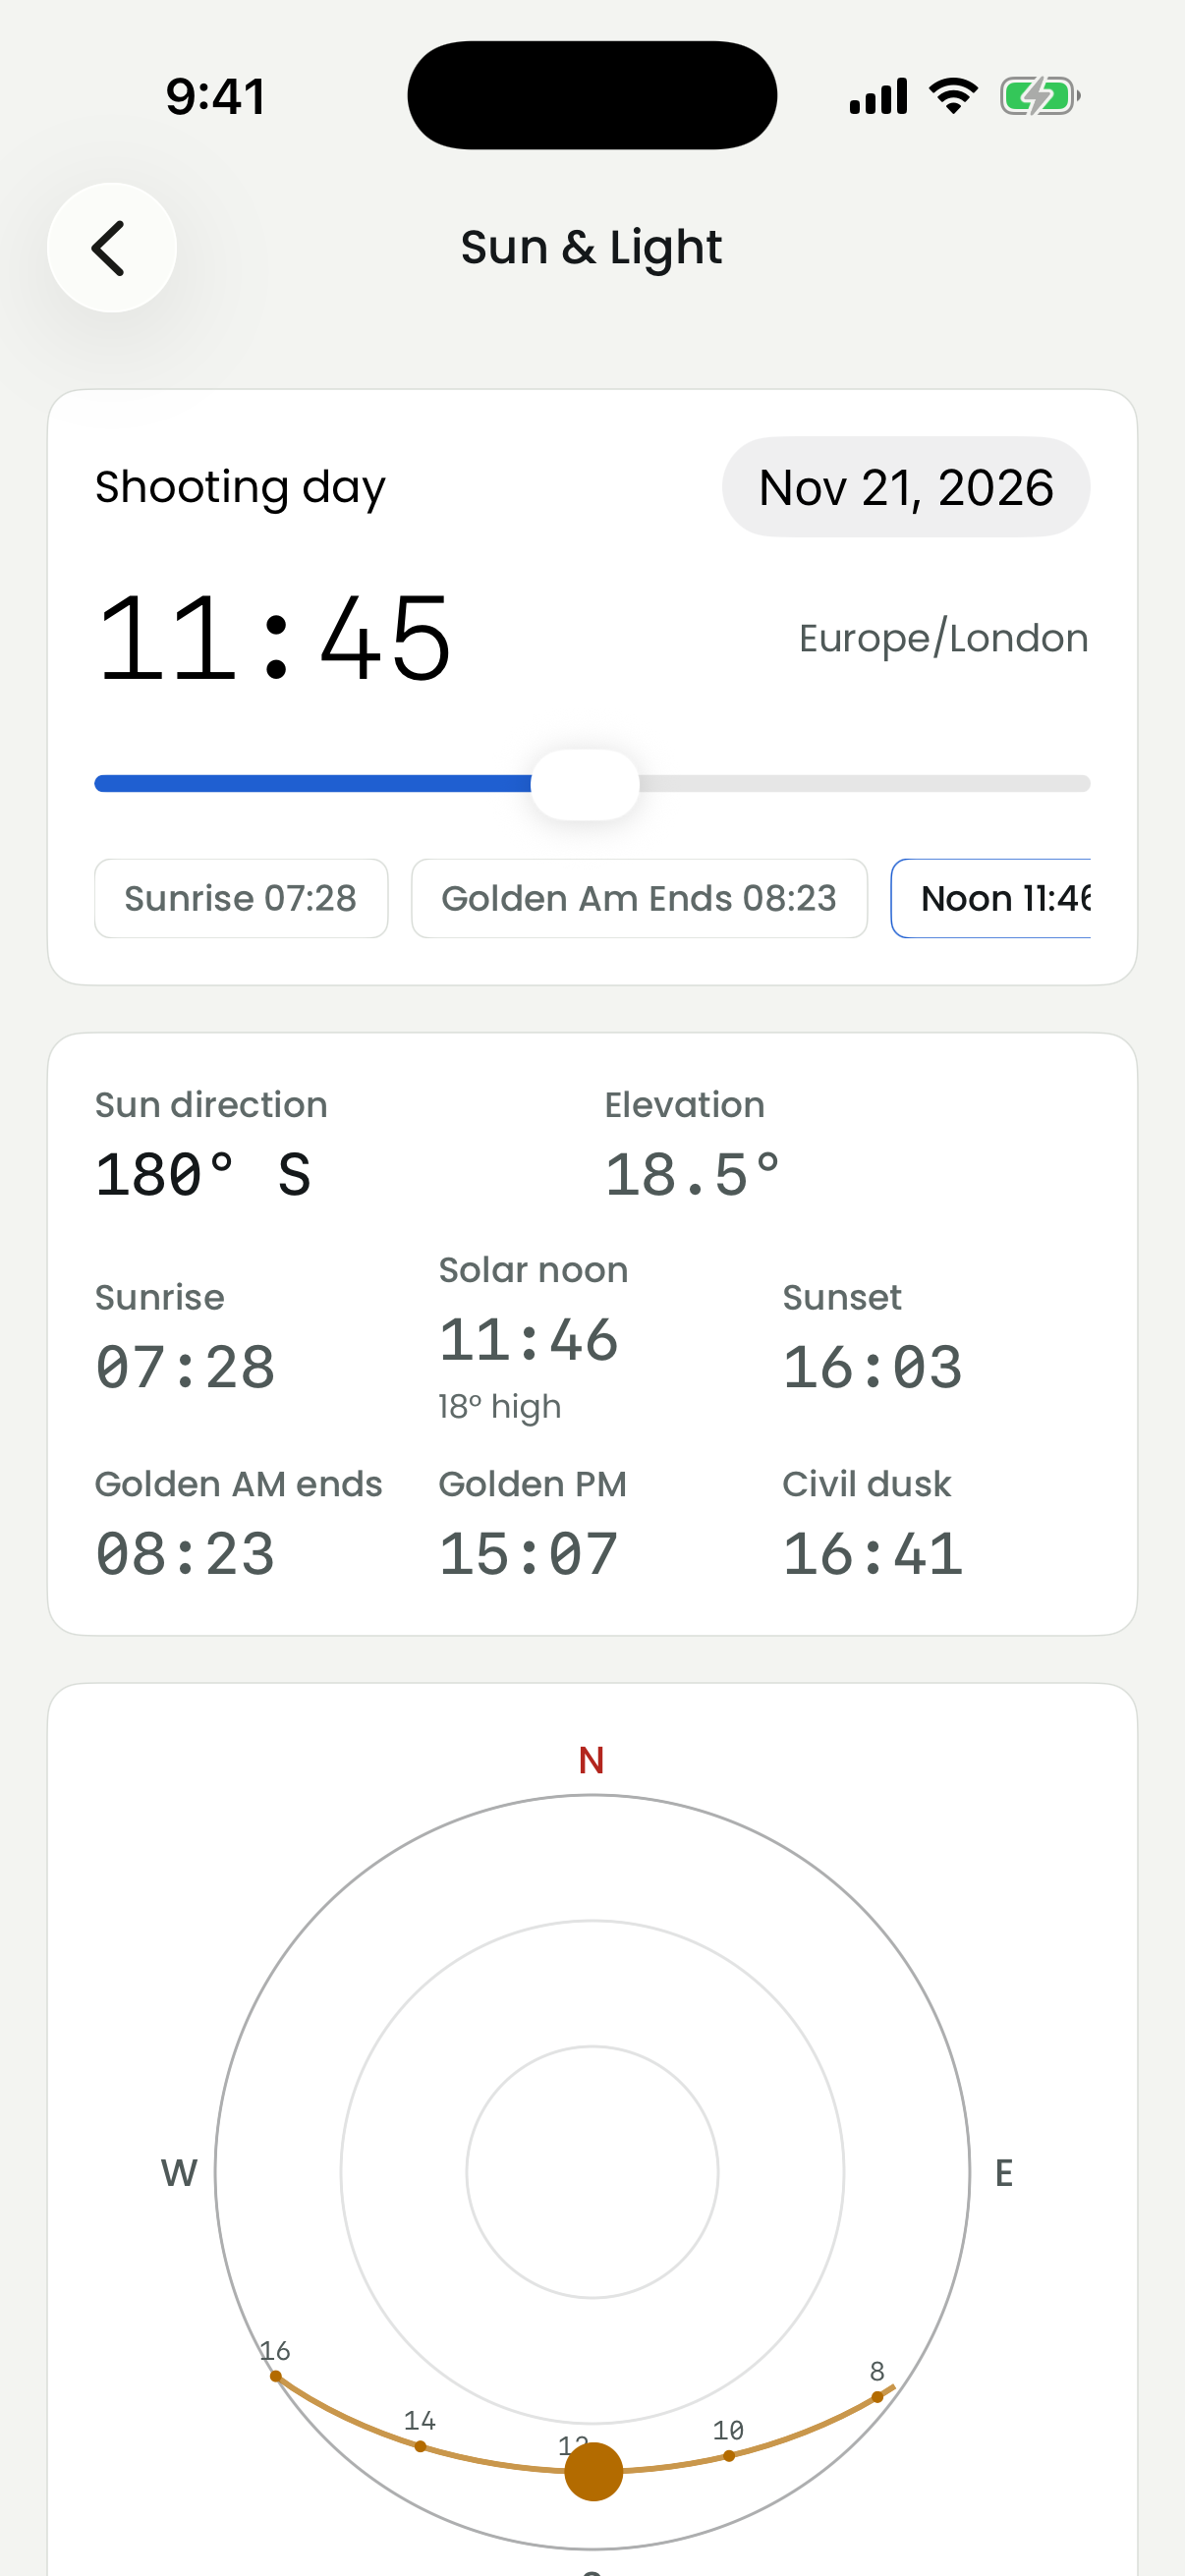 9:41
Sun & Light
Shooting day
Nov 21, 2026
11:45
Europe/London
Sunrise 07:28
Golden Am Ends 08:23
Noon 11:46
Sun direction
Elevation
180° S
18.5°
Sunrise
Solar noon
Sunset
07:28
11:46
16:03
18° high
Golden AM ends
Golden PM
Civil dusk
08:23
15:07
16:41
N
W
E
16
8
14
10
12